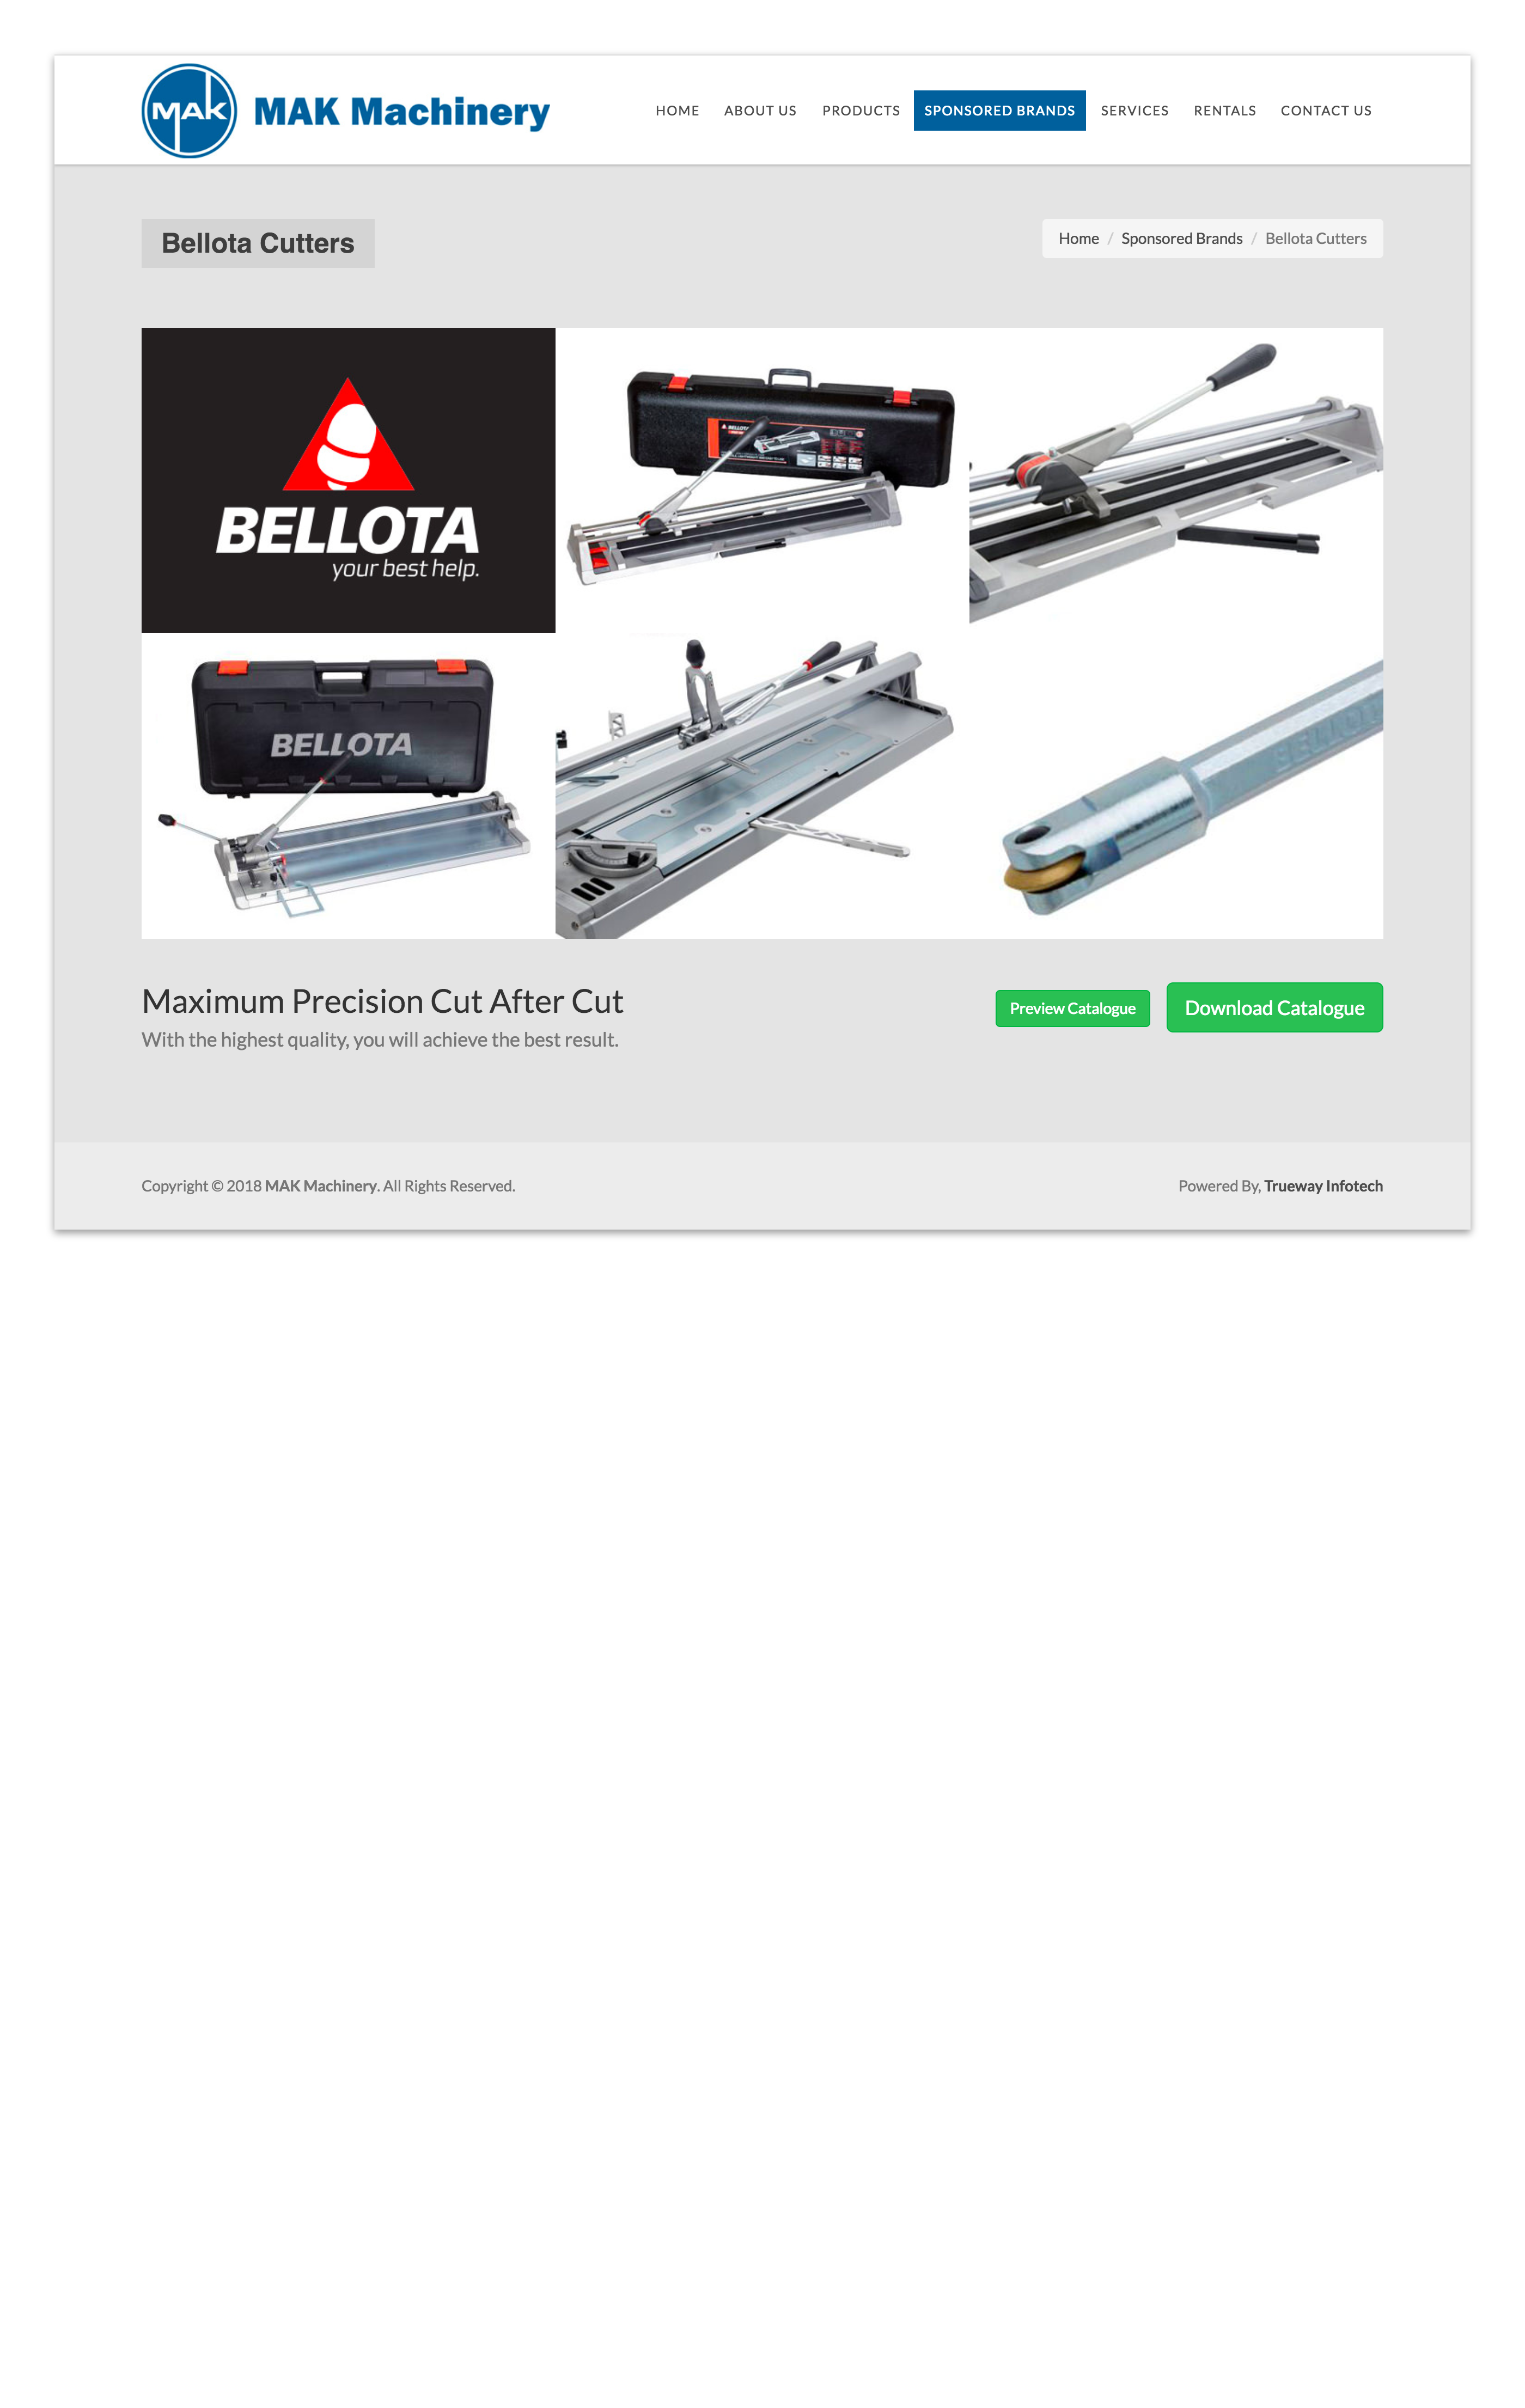 MAK
MAK Machinery
HOME
ABOUT US
PRODUCTS
SPONSORED BRANDS
SERVICES
RENTALS
CONTACT US
Bellota Cutters
Home / Sponsored Brands / Bellota Cutters
BELLOTA
your best help.
BELLOTA
BELLOTA
BELLOTA
Maximum Precision Cut After Cut
With the highest quality, you will achieve the best result.
Preview Catalogue
Download Catalogue
Copyright © 2018 MAK Machinery. All Rights Reserved.
Powered By, Trueway Infotech